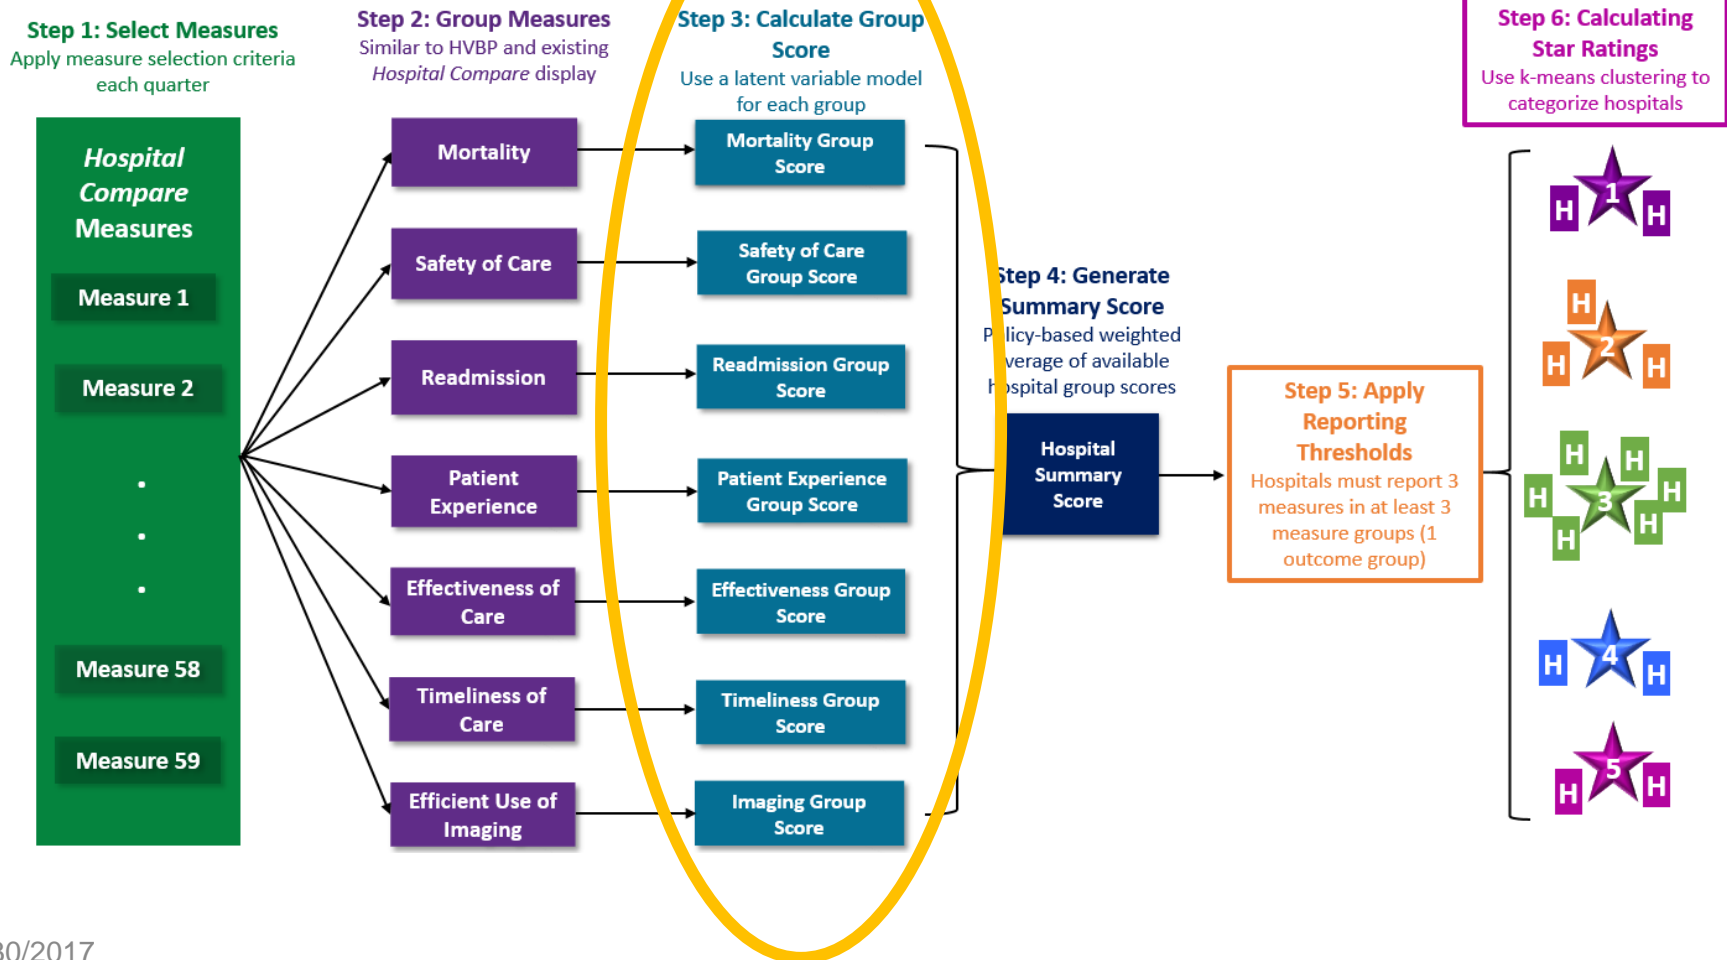 Step 1: Select Measures
Apply measure selection criteria
each quarter
Hospital
Compare
Measures
Measure 1
Measure 2
.
.
.
Measure 58
Measure 59
Step 2: Group Measures
Similar to HVBP and existing
Hospital Compare display
Mortality
Safety of Care
Readmission
Patient
Experience
Effectiveness of
Care
Timeliness of
Care
Efficient Use of
Imaging
Step 3: Calculate Group
Score
Use a latent variable model
for each group
Mortality Group
Score
Safety of Care
Group Score
Readmission Group
Score
Patient Experience
Group Score
Effectiveness Group
Score
Timeliness Group
Score
Imaging Group
Score
Step 4: Generate
Summary Score
Policy-based weighted
average of available
hospital group scores
Hospital
Summary
Score
Step 5: Apply
Reporting
Thresholds
Hospitals must report 3
measures in at least 3
measure groups (1
outcome group)
Step 6: Calculating
Star Ratings
Use k-means clustering to
categorize hospitals
H 1 H
H
H 2 H
H H
H 3 H
H H
H 4 H
H 5 H
30/2017